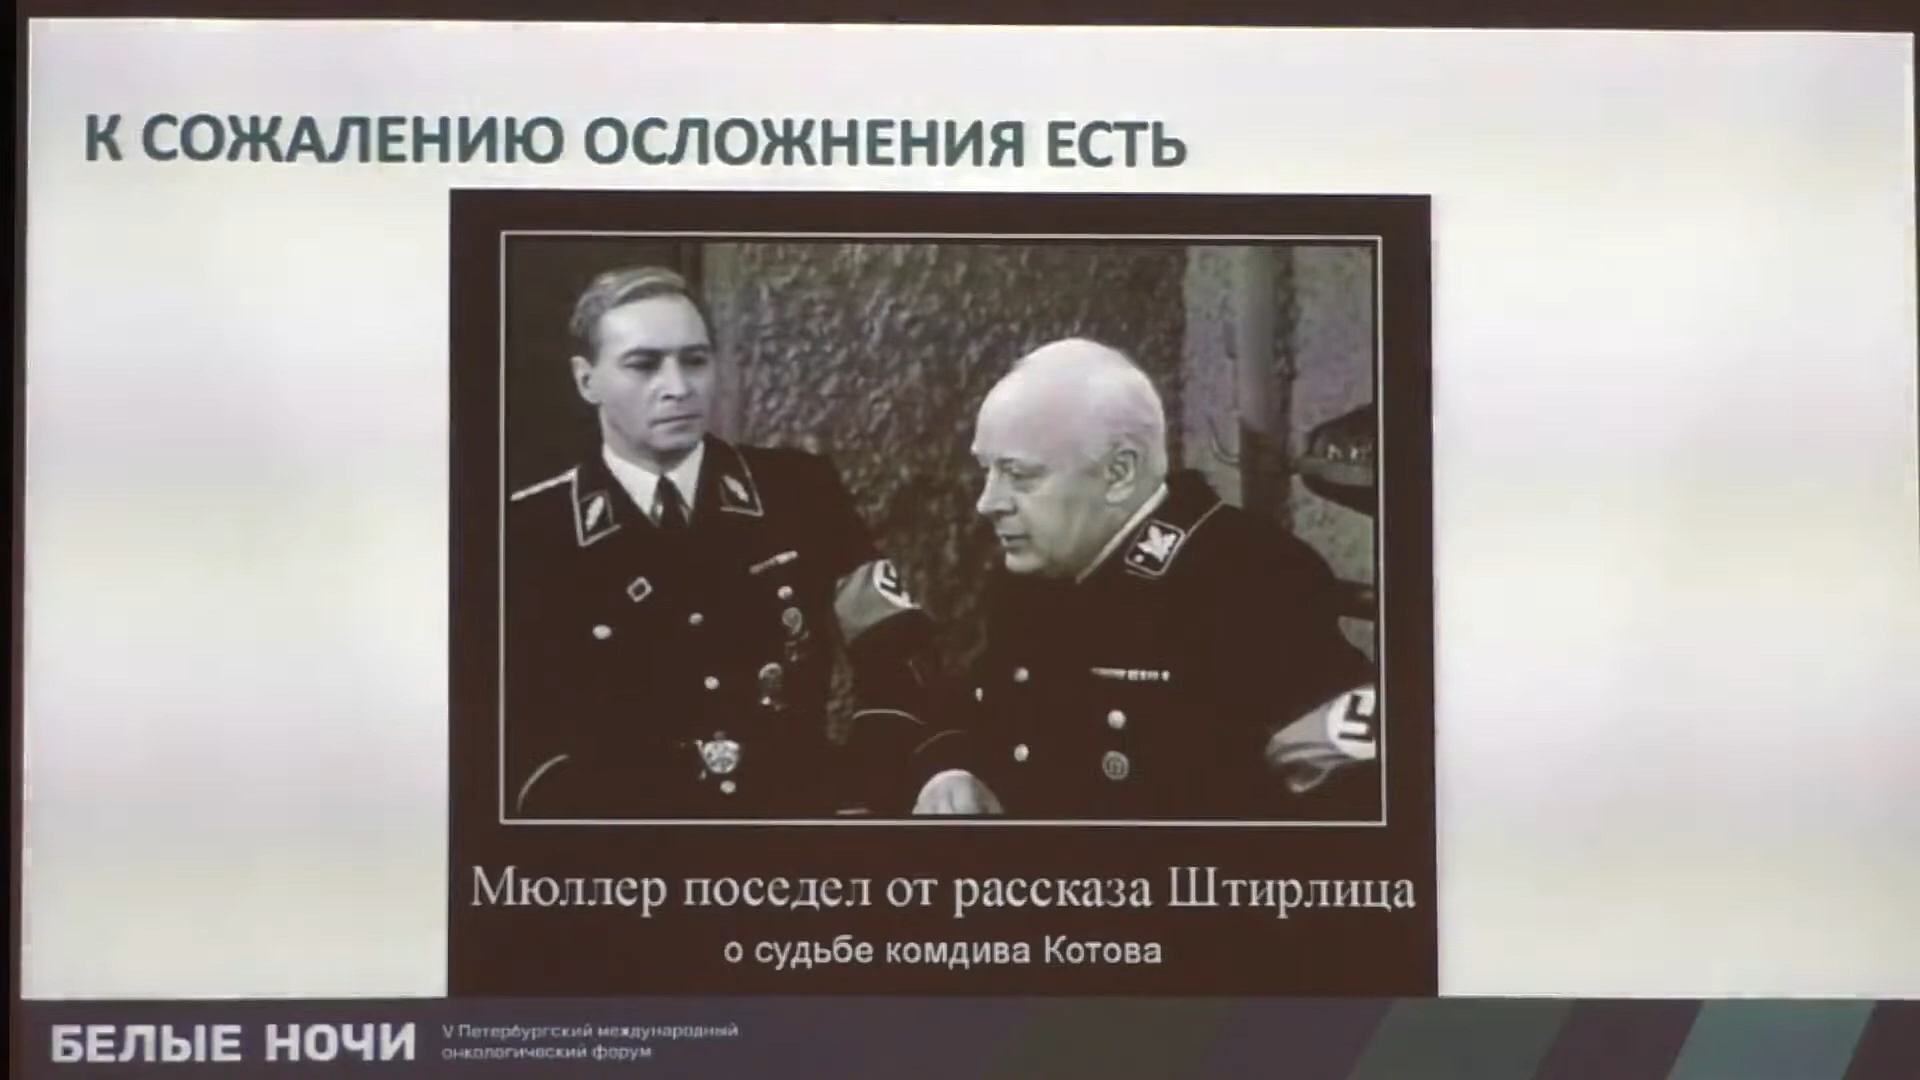 К СОЖАЛЕНИЮ ОСЛОЖНЕНИЯ ЕСТЬ
Мюллер поседел от рассказа Штирлица
о судьбе комдива Котова
БЕЛЫЕ НОЧИ
V Петербургский международный
онкологический форум